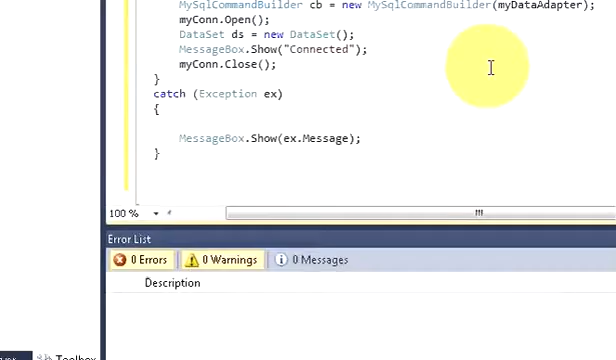 MySqlCommandBuilder cb = new MySqlCommandBuilder(myDataAdapter);
myConn.Open();
DataSet ds = new DataSet();
MessageBox.Show("Connected");
myConn.Close();
}
catch (Exception ex)
{
MessageBox.Show(ex.Message);
}
100 %
Error List
0 Errors
0 Warnings
0 Messages
Description
Toolbox